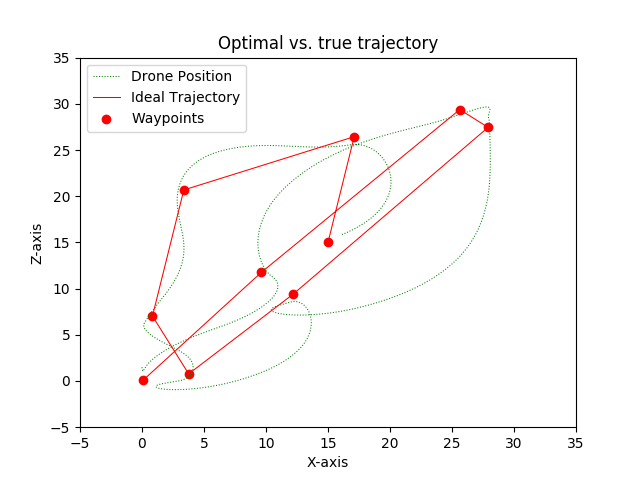 Optimal vs. true trajectory
Drone Position
Ideal Trajectory
Waypoints
35
30
25
20
15
10
5
0
−5
Z-axis
−5 0 5 10 15 20 25 30 35
X-axis